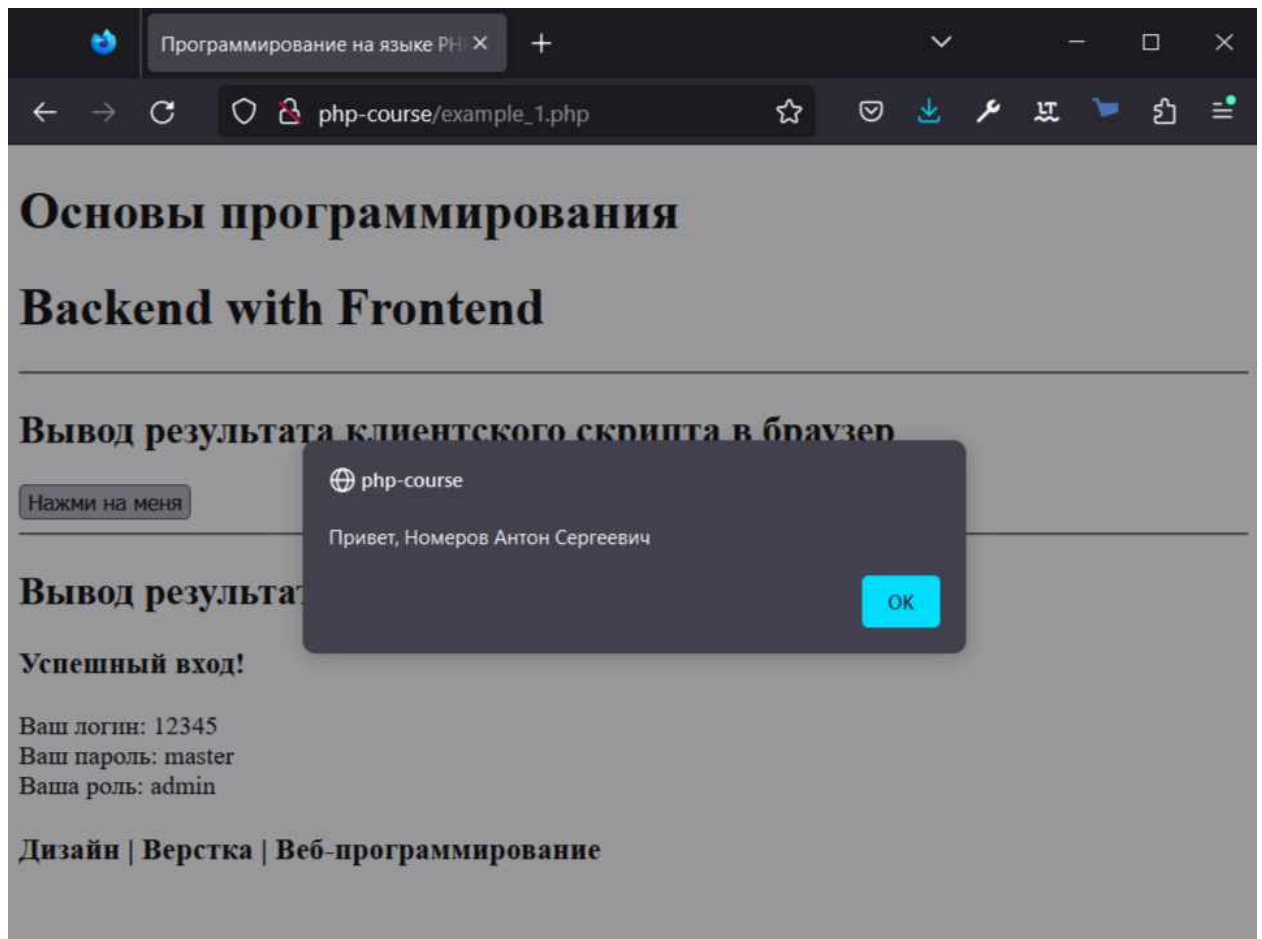 Программирование на языке PH
php-course/example_1.php
Основы программирования
Backend with Frontend
Вывод результата клиентского скрипта в браузер
php-course
Нажми на меня
Привет, Номеров Антон Сергеевич
Вывод результат
OK
Успешный вход!
Ваш логин: 12345
Ваш пароль: master
Ваша роль: admin
Дизайн | Верстка | Веб-программирование